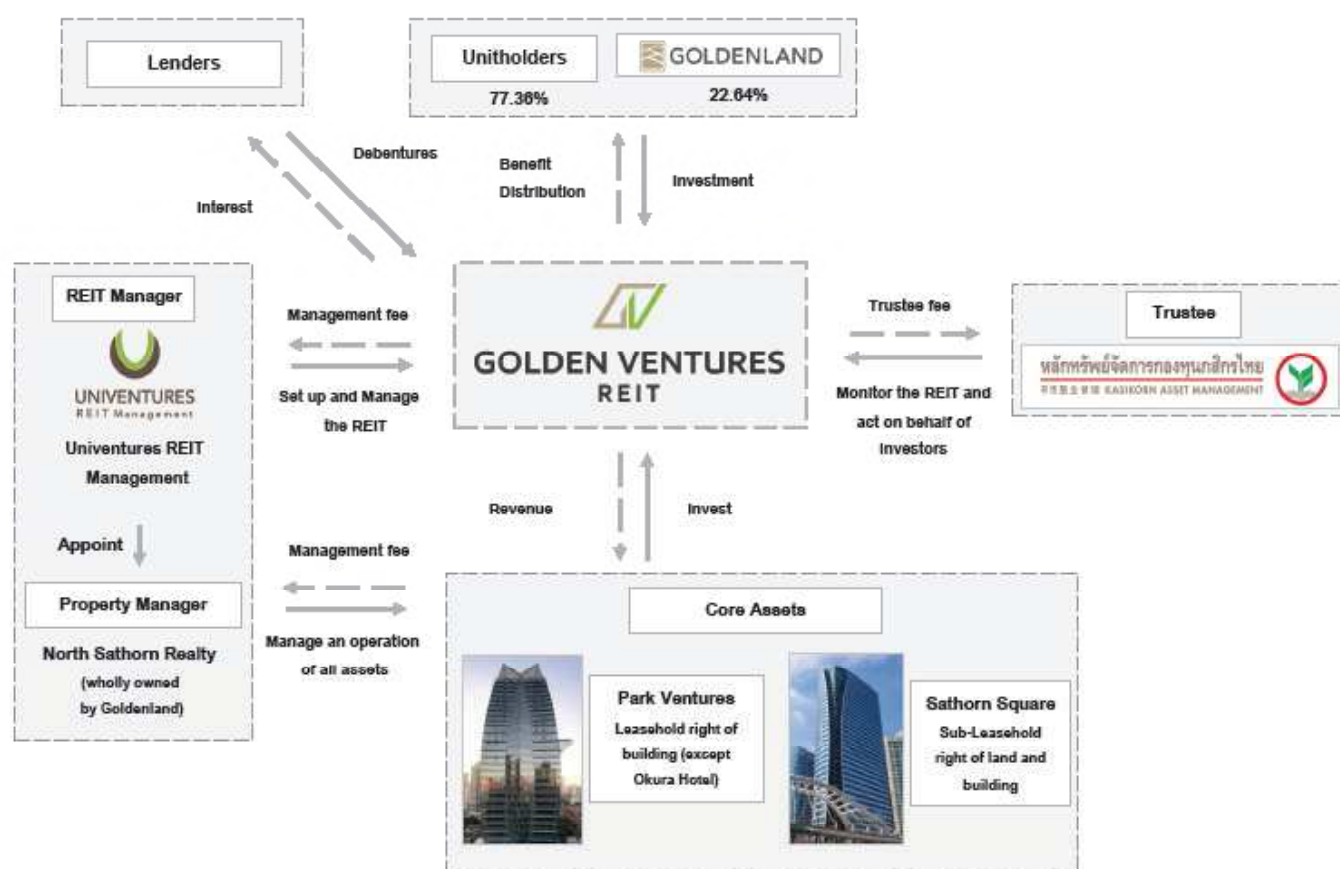 Lenders
Unitholders
GOLDENLAND
77.36%
22.64%
Debentures
Interest
Benefit
Distribution
Investment
REIT Manager
UNIVENTURES
REIT Management
Univentures REIT
Management
Appoint
Property Manager
North Sathorn Realty
(wholly owned
by Goldenland)
Management fee
Set up and Manage
the REIT
GOLDEN VENTURES
REIT
Trustee fee
Monitor the REIT and
act on behalf of
investors
Trustee
หลักทรัพย์จัดการกองทุนกสิกรไทย
KASIKORN ASSET MANAGEMENT
Revenue
Invest
Management fee
Manage an operation
of all assets
Core Assets
Park Ventures
Leasehold right of
building (except
Okura Hotel)
Sathorn Square
Sub-Leasehold
right of land and
building